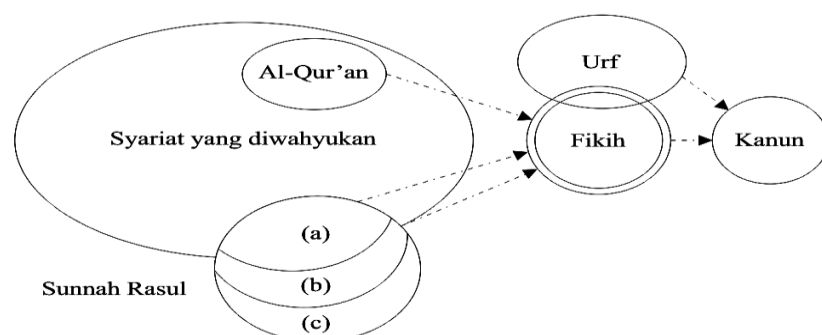 Al-Qur’an
Urf
Syariat yang diwahyukan
Fikih
Kanun
(a)
Sunnah Rasul
(b)
(c)